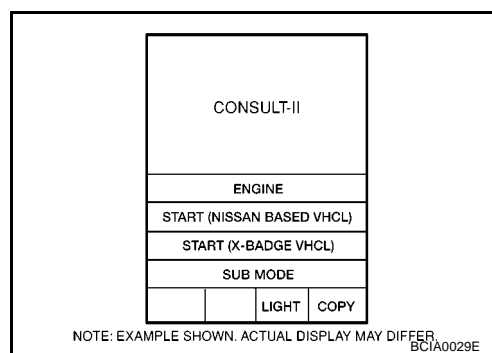 CONSULT-II
ENGINE
START (NISSAN BASED VHCL)
START (X-BADGE VHCL)
SUB MODE
LIGHT COPY
NOTE: EXAMPLE SHOWN. ACTUAL DISPLAY MAY DIFFER.
BCIA0029E